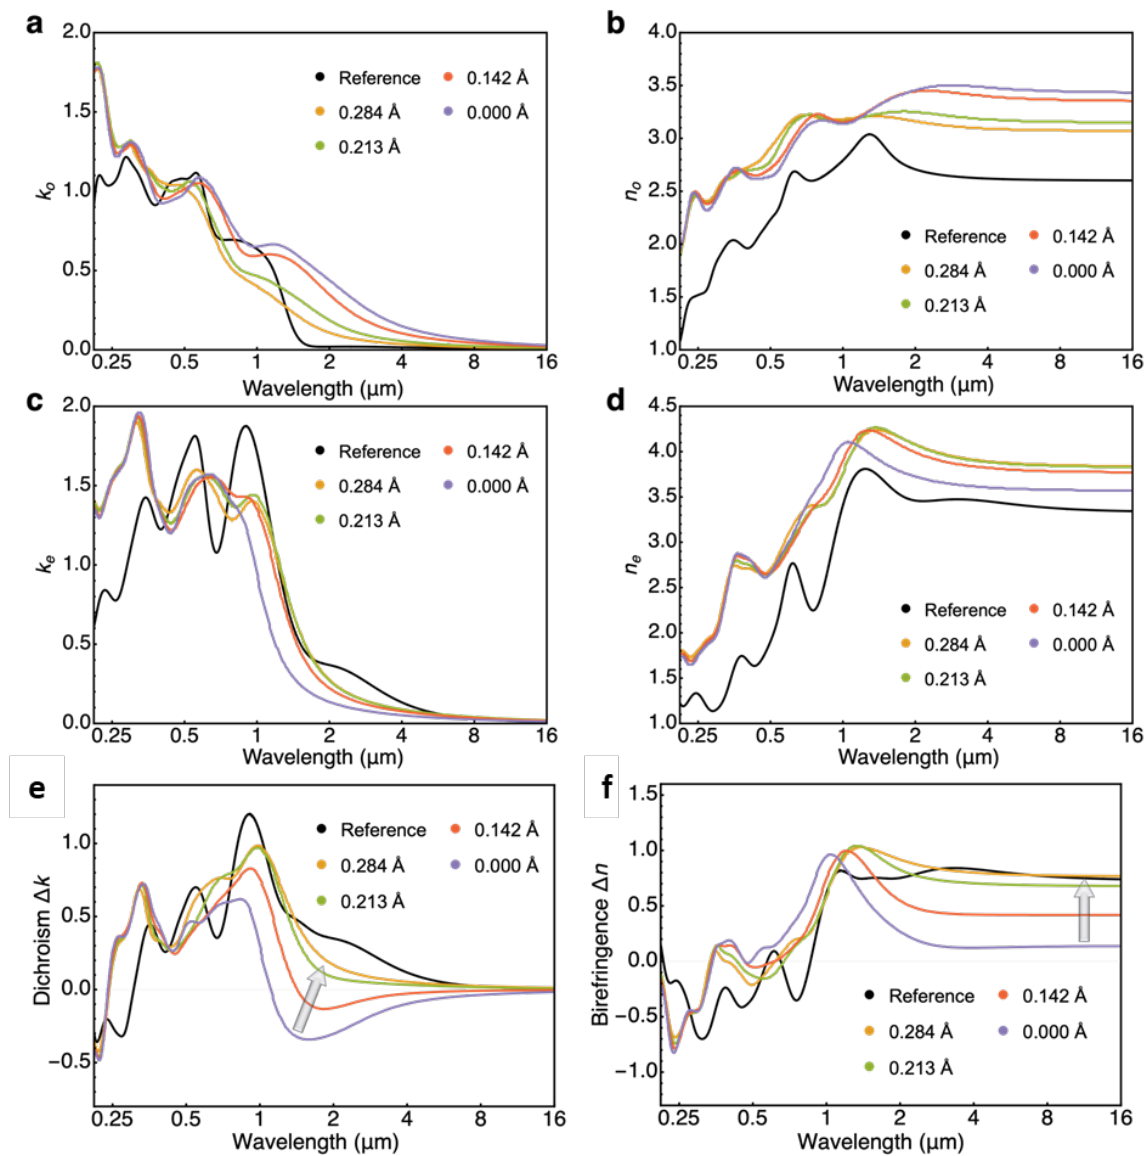 a
2.0
1.5
1.0
0.5
0.0
kₒ
Reference
0.142 Å
0.284 Å
0.000 Å
0.213 Å
0.25 0.5 1 2 4 8 16
Wavelength (μm)
b
4.0
3.5
3.0
2.5
2.0
1.5
1.0
nₒ
Reference
0.142 Å
0.284 Å
0.000 Å
0.213 Å
0.25 0.5 1 2 4 8 16
Wavelength (μm)
c
2.0
1.5
1.0
0.5
0.0
kₑ
Reference
0.142 Å
0.284 Å
0.000 Å
0.213 Å
0.25 0.5 1 2 4 8 16
Wavelength (μm)
d
4.5
4.0
3.5
3.0
2.5
2.0
1.5
1.0
nₑ
Reference
0.142 Å
0.284 Å
0.000 Å
0.213 Å
0.25 0.5 1 2 4 8 16
Wavelength (μm)
e
1.0
0.5
0.0
−0.5
Dichroism Δk
Reference
0.142 Å
0.284 Å
0.000 Å
0.213 Å
0.25 0.5 1 2 4 8 16
Wavelength (μm)
f
1.5
1.0
0.5
0.0
−0.5
−1.0
Birefringence Δn
Reference
0.142 Å
0.284 Å
0.000 Å
0.213 Å
0.25 0.5 1 2 4 8 16
Wavelength (μm)